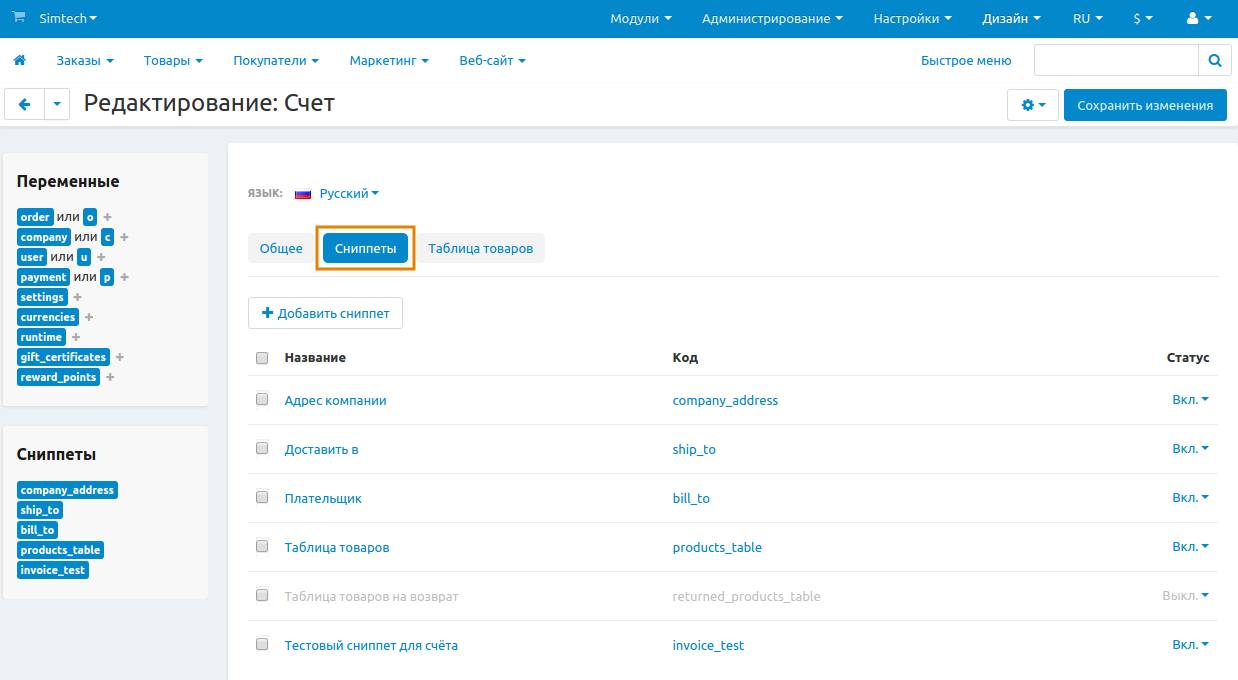 Simtech Модули Администрирование Настройки Дизайн RU $
Заказы Товары Покупатели Маркетинг Веб-сайт Быстрое меню
Редактирование: Счет Сохранить изменения
Переменные
order или o +
company или c +
user или u +
payment или p +
settings +
currencies +
runtime +
gift_certificates +
reward_points +
Сниппеты
company_address
ship_to
bill_to
products_table
invoice_test
ЯЗЫК: Русский
Общее Сниппеты Таблица товаров
+ Добавить сниппет
Название Код Статус
Адрес компании company_address Вкл.
Доставить в ship_to Вкл.
Плательщик bill_to Вкл.
Таблица товаров products_table Вкл.
Таблица товаров на возврат returned_products_table Выкл.
Тестовый сниппет для счёта invoice_test Вкл.